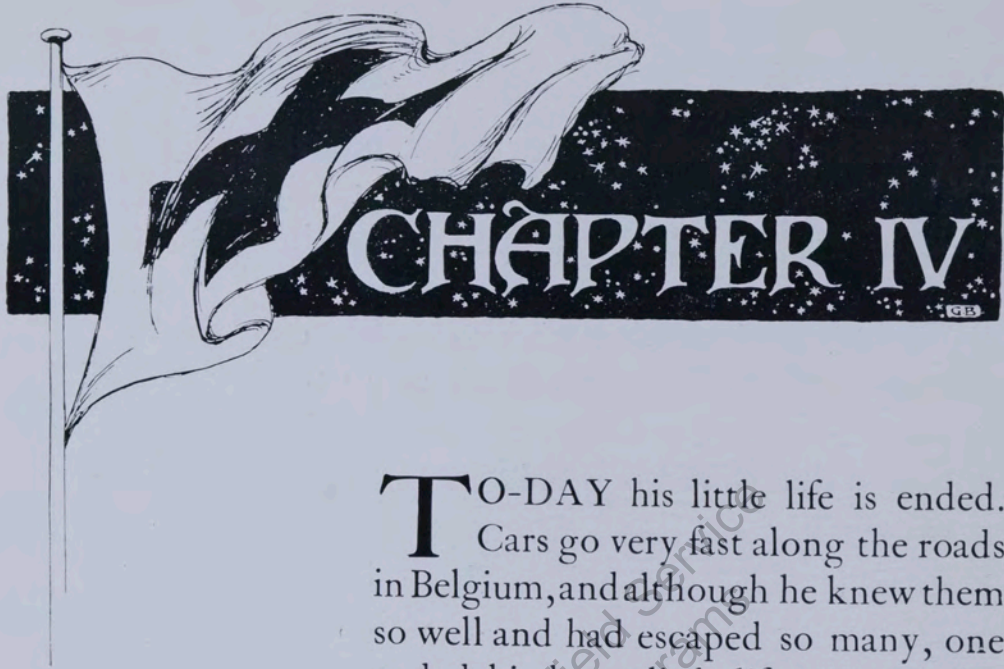 CHAPTER IV
GB
TO-DAY his little life is ended.
Cars go very fast along the roads
in Belgium, and although he knew them
so well and had escaped so many, one